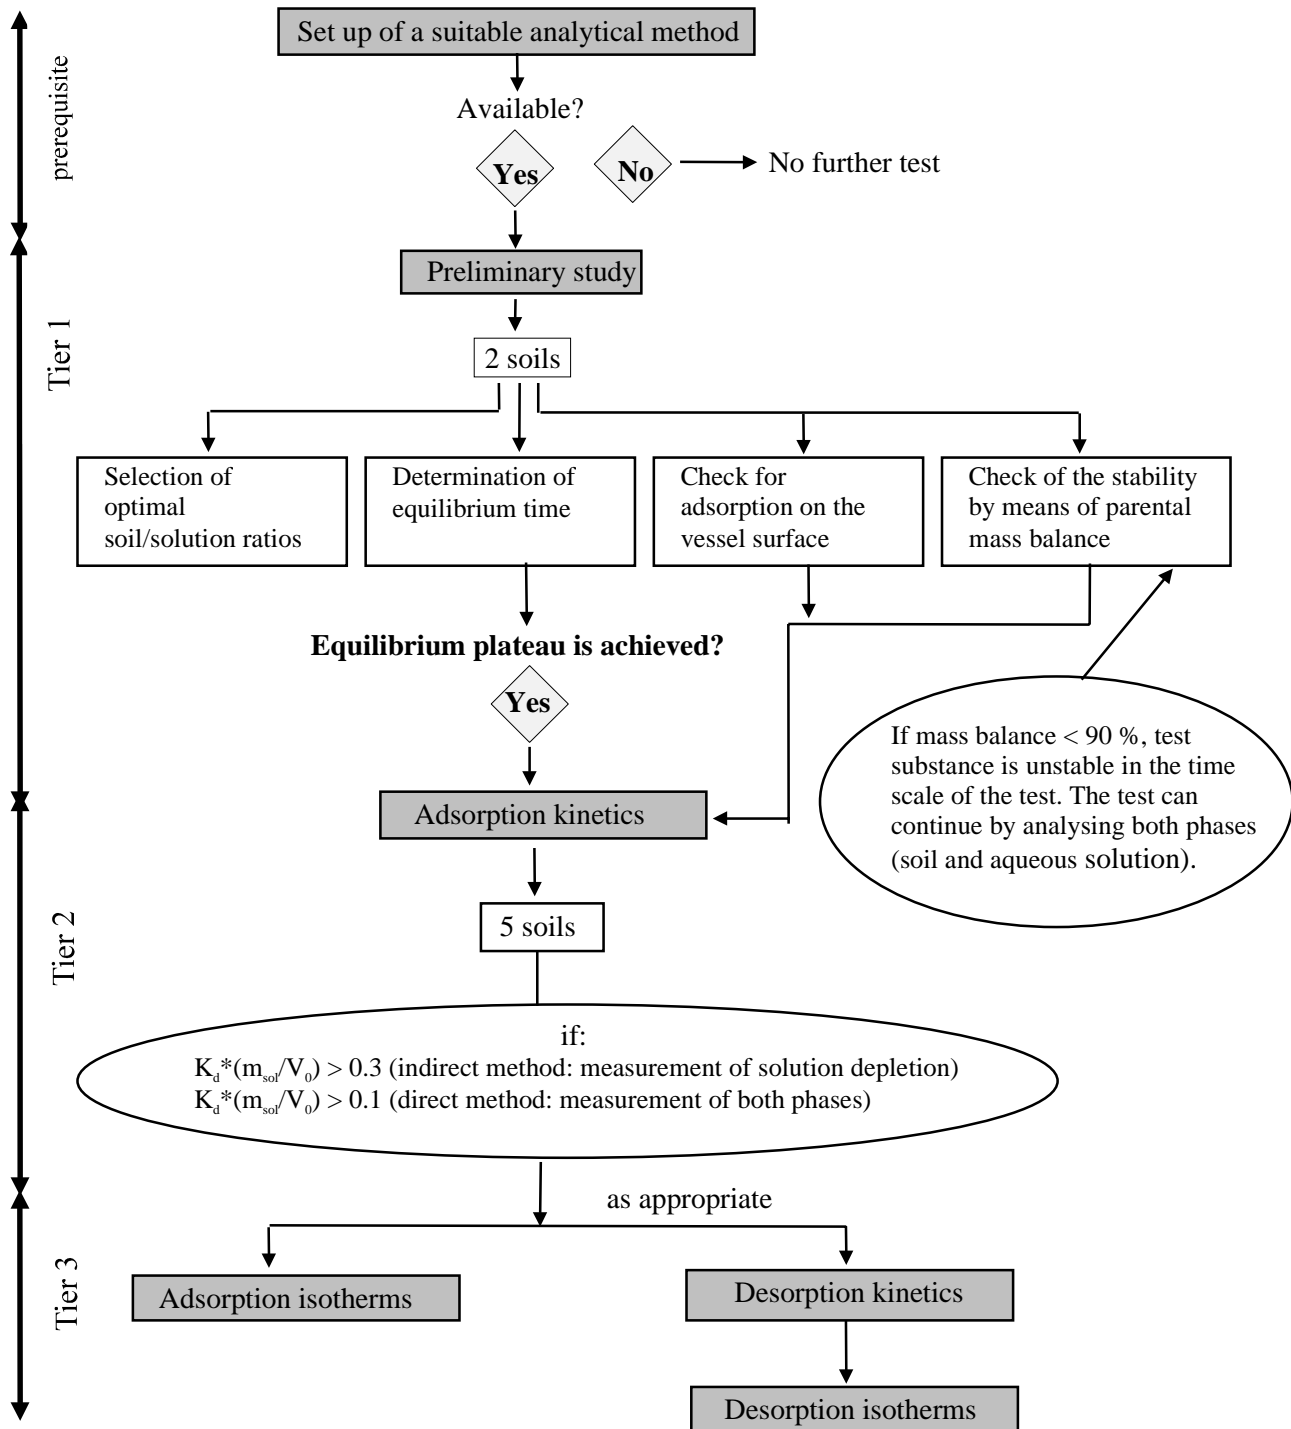 Set up of a suitable analytical method
prerequisite
Available?
Yes
No
No further test
Preliminary study
Tier 1
2 soils
Selection of
optimal
soil/solution ratios
Determination of
equilibrium time
Check for
adsorption on the
vessel surface
Check of the stability
by means of parental
mass balance
Equilibrium plateau is achieved?
Yes
If mass balance < 90 %, test
substance is unstable in the time
scale of the test. The test can
continue by analysing both phases
(soil and aqueous solution).
Adsorption kinetics
Tier 2
5 soils
if:
K_d*(m_sol/V_0) > 0.3 (indirect method: measurement of solution depletion)
K_d*(m_sol/V_0) > 0.1 (direct method: measurement of both phases)
as appropriate
Tier 3
Adsorption isotherms
Desorption kinetics
Desorption isotherms